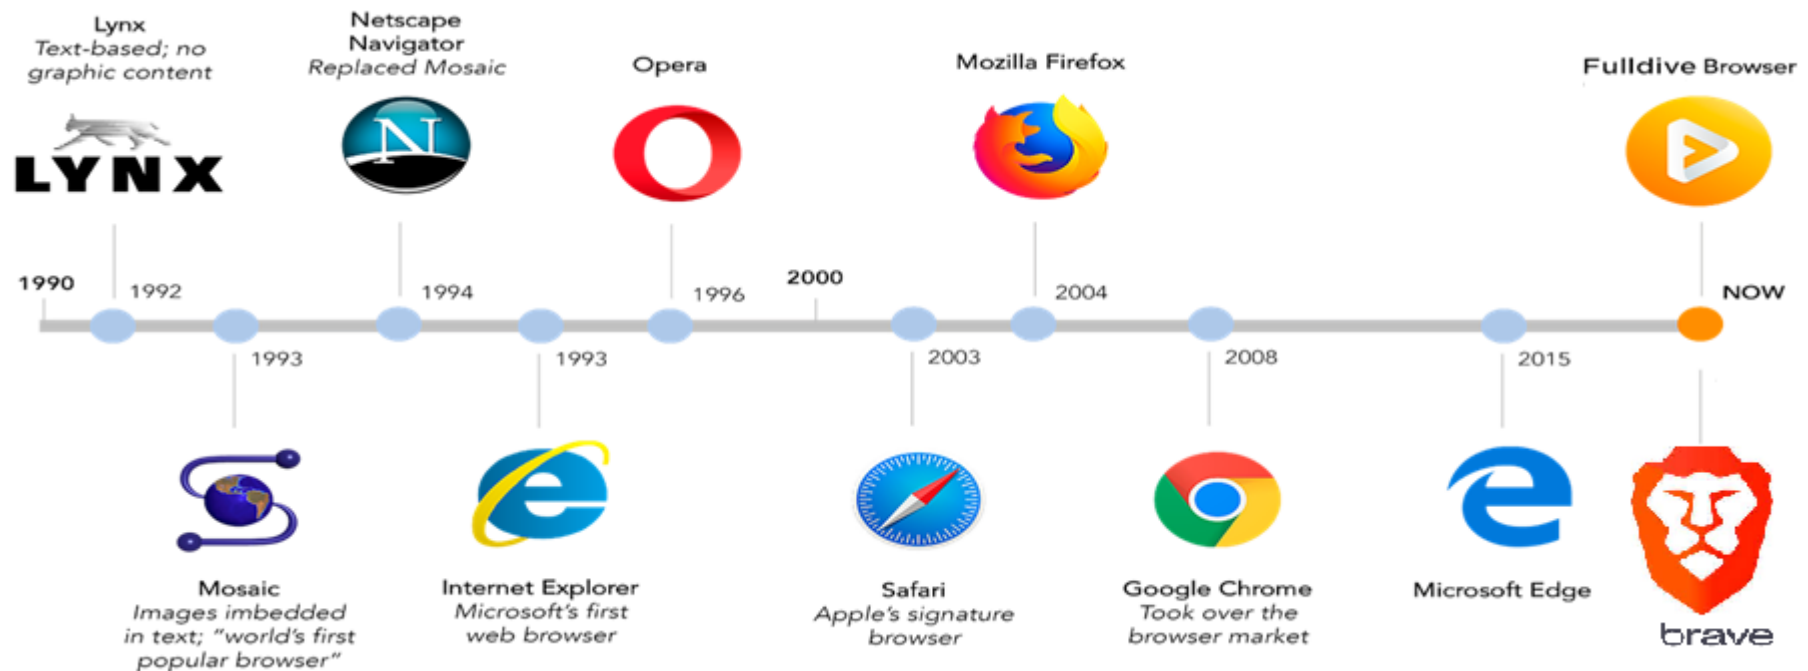 Lynx
Text-based; no
graphic content
LYNX
Netscape
Navigator
Replaced Mosaic
N
Opera
Mozilla Firefox
Fulldive Browser
1990
1992
1994
1996
2000
2004
NOW
1993
1993
2003
2008
2015
Mosaic
Images imbedded
in text; "world's first
popular browser"
Internet Explorer
Microsoft's first
web browser
Safari
Apple's signature
browser
Google Chrome
Took over the
browser market
Microsoft Edge
brave